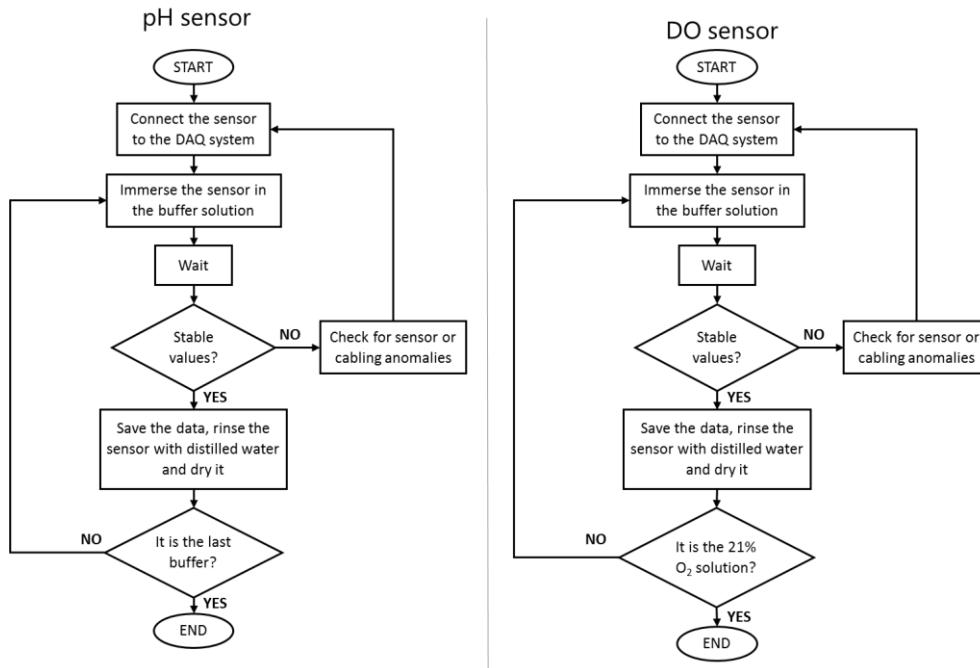 pH sensor
START
Connect the sensor
to the DAQ system
Immerse the sensor in
the buffer solution
Wait
Stable
values?
NO
Check for sensor or
cabling anomalies
YES
Save the data, rinse the
sensor with distilled water
and dry it
NO
It is the last
buffer?
YES
END
DO sensor
START
Connect the sensor
to the DAQ system
Immerse the sensor in
the buffer solution
Wait
Stable
values?
NO
Check for sensor or
cabling anomalies
YES
Save the data, rinse the
sensor with distilled water
and dry it
NO
It is the 21%
O₂ solution?
YES
END